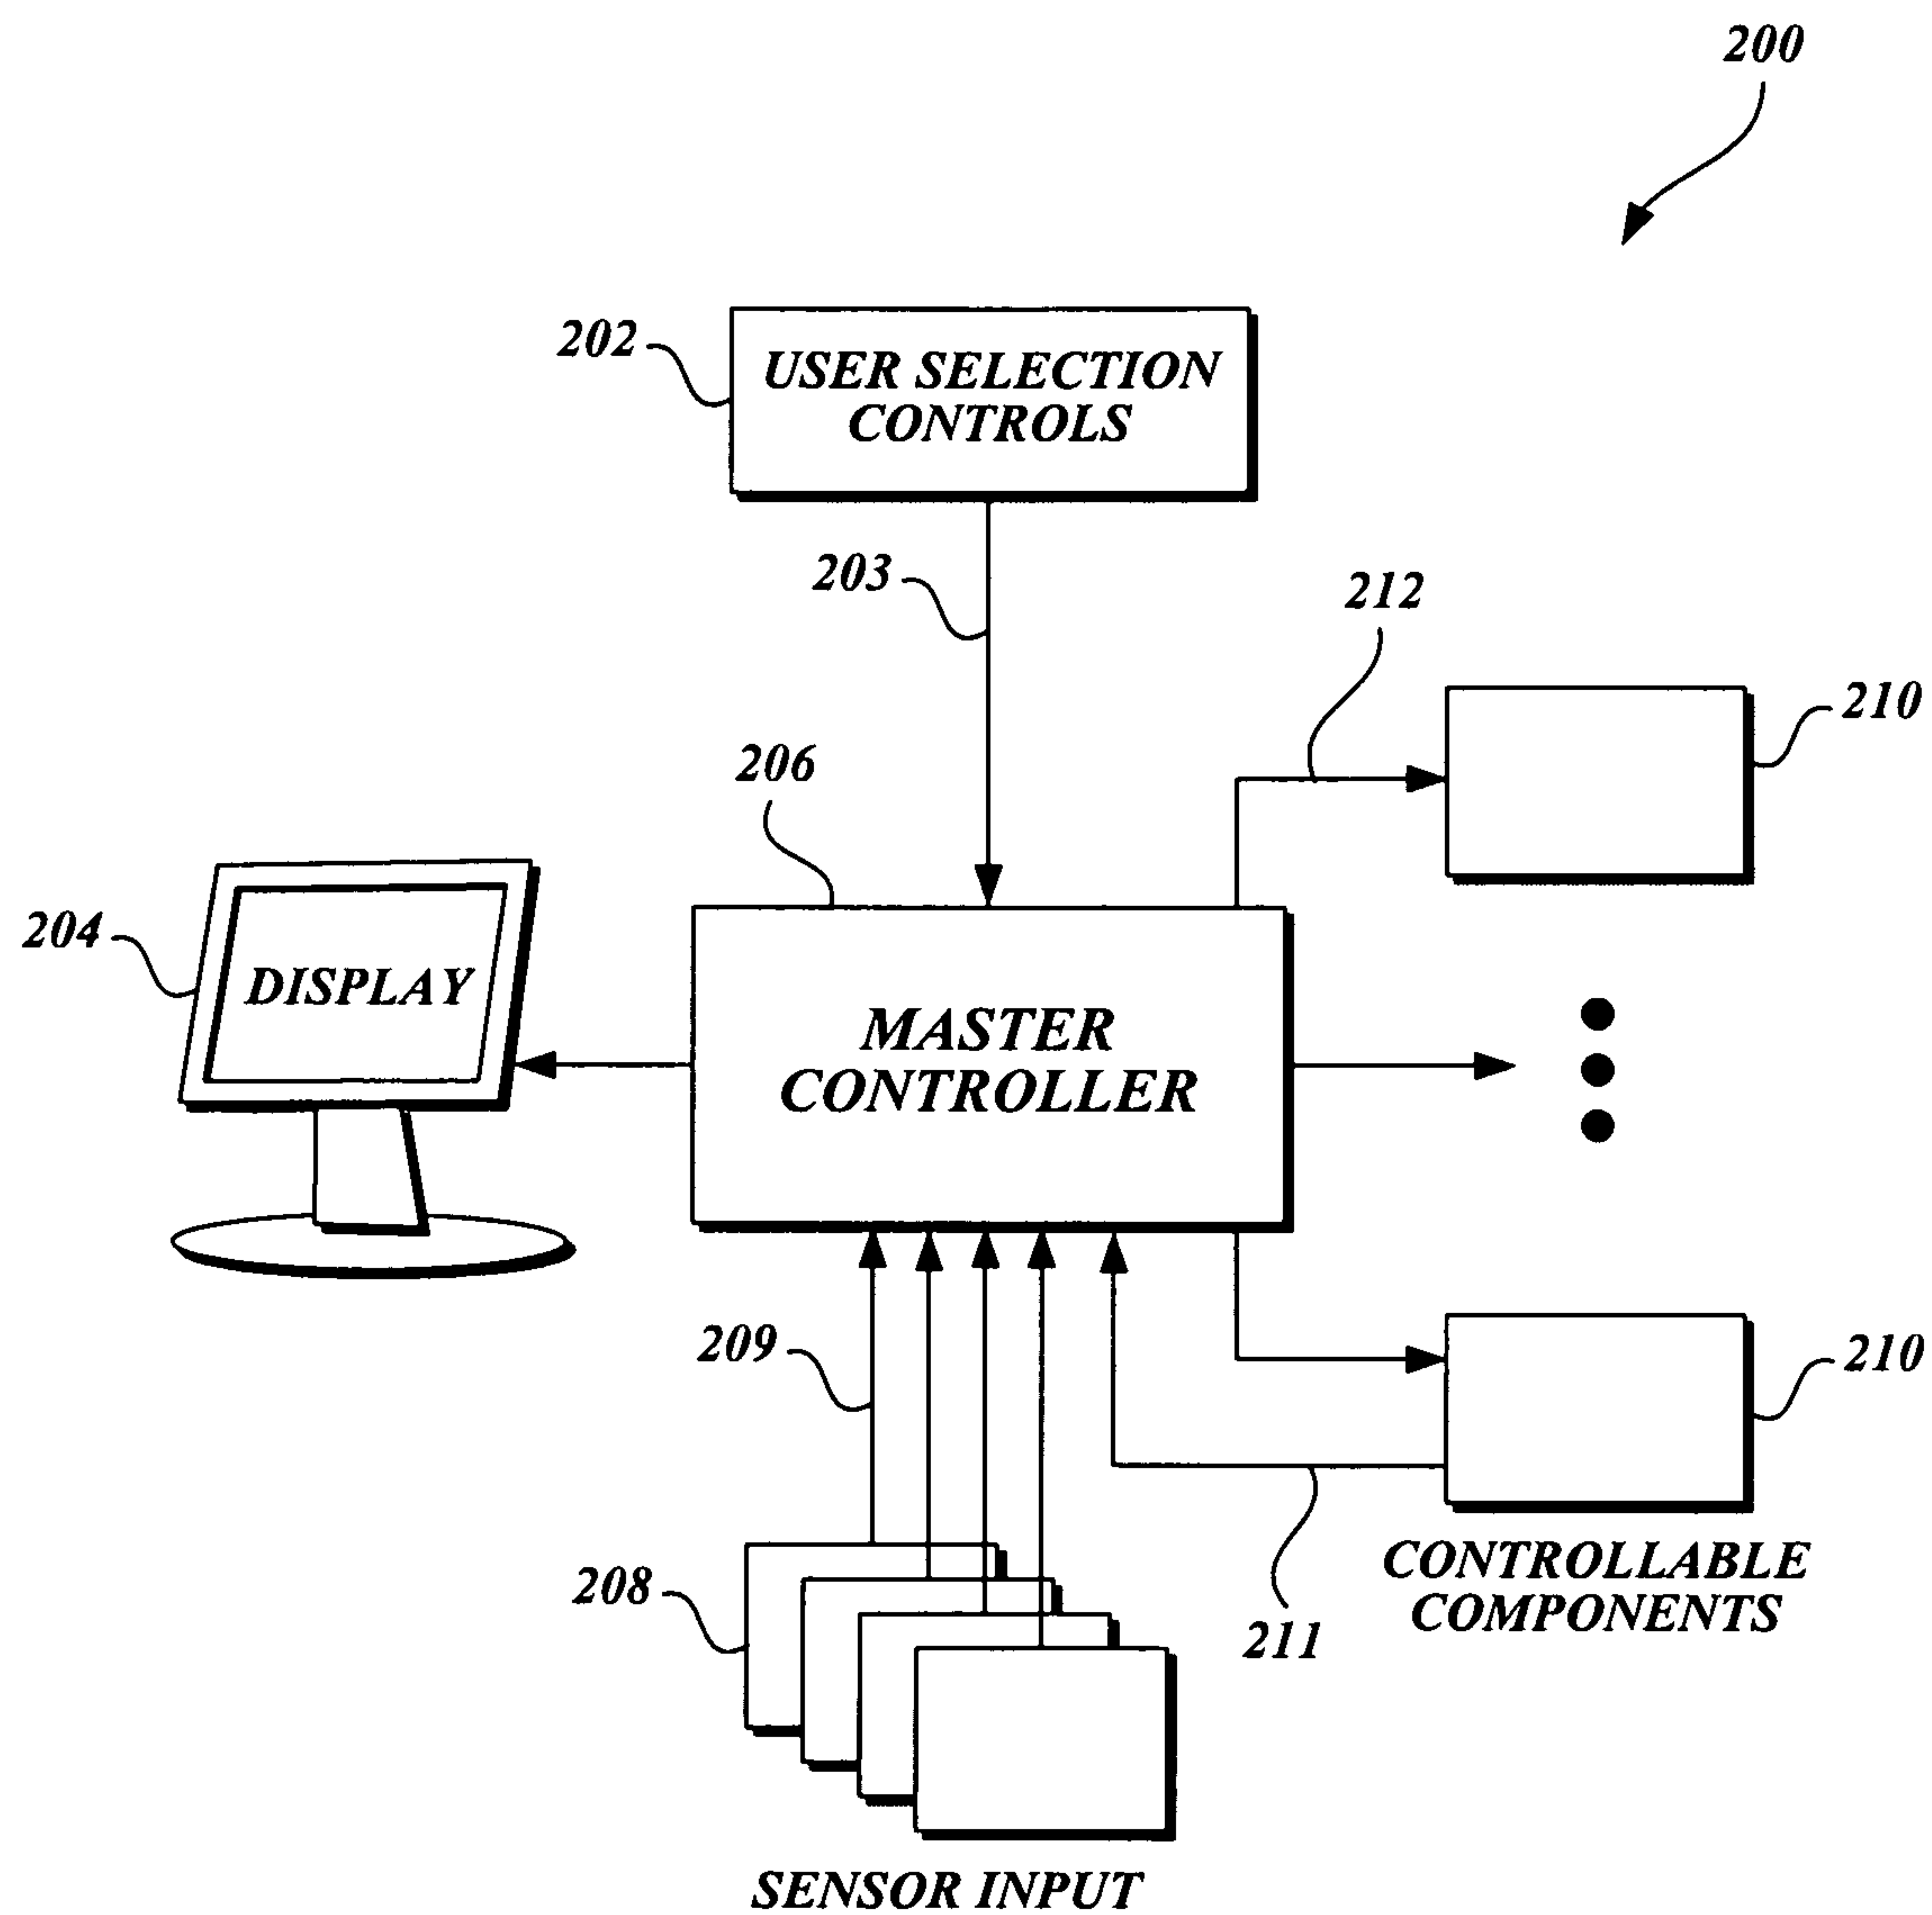 200
202
USER SELECTION
CONTROLS
203
212
210
206
204
DISPLAY
MASTER
CONTROLLER
209
210
208
CONTROLLABLE
COMPONENTS
211
SENSOR INPUT